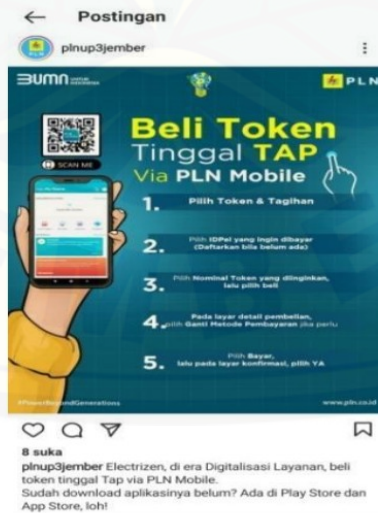 Postingan
plnup3jember
BUMN UNTUK
INDONESIA
PLN
SCAN ME
Beli Token
Tinggal TAP
Via PLN Mobile
1. Pilih Token & Tagihan
2. Pilih IDPel yang ingin dibayar
(Daftarkan bila belum ada)
3. Pilih Nominal Token yang diinginkan,
lalu pilih beli
4. Pada layar detail pembelian,
pilih Ganti Metode Pembayaran jika perlu
5. Pilih Bayar,
lalu pada layar konfirmasi, pilih YA
#PowerBeyondGenerations
www.pln.co.id
8 suka
plnup3jember Electrizen, di era Digitalisasi Layanan, beli
token tinggal Tap via PLN Mobile.
Sudah download aplikasinya belum? Ada di Play Store dan
App Store, loh!